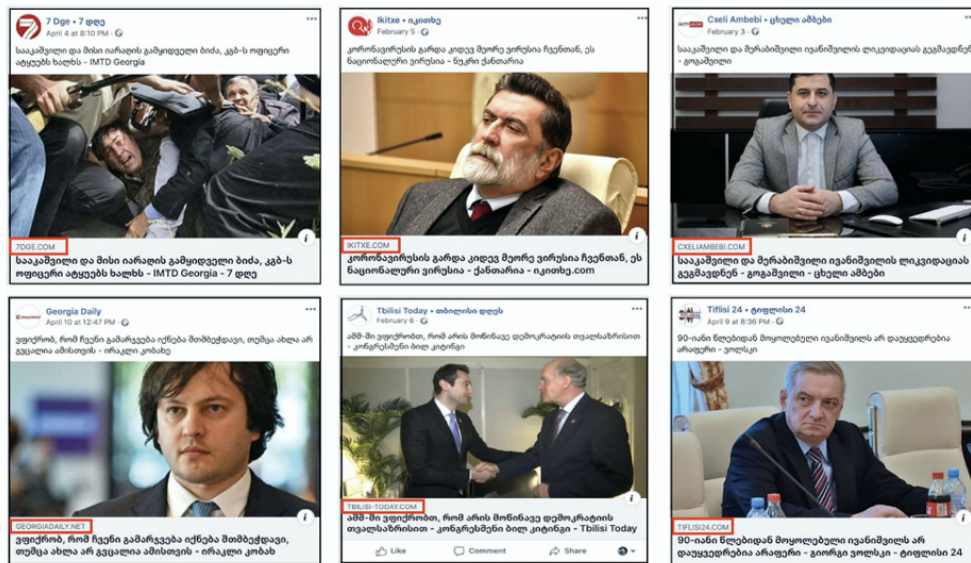 7 Dge • 7 დღე
April 4 at 8:10 PM ·
სააკაშვილი და მისი იარაღის გამყიდველი ბიძა, კგბ-ს ოფიცერი
ატყუებს ხალხს - IMTD Georgia
7DGE.COM
სააკაშვილი და მისი იარაღის გამყიდველი ბიძა, კგბ-ს
ოფიცერი ატყუებს ხალხს - IMTD Georgia - 7 დღე
Ikitxe • იკითხე
February 5 ·
კორონავირუსის გარდა კიდევ მეორე ვირუსია ჩვენთან, ეს
ნაციონალური ვირუსია - ნუკრი ქანთარია
IKITXE.COM
კორონავირუსის გარდა კიდევ მეორე ვირუსია ჩვენთან, ეს
ნაციონალური ვირუსია - ქანთარია - იკითხე.com
Cxeli Ambebi • ცხელი ამბები
February 3 ·
სააკაშვილი და მერაბიშვილი ივანიშვილის ლიკვიდაციას გეგმავდნენ
- გოგაშვილი
CXELIAMBEBI.COM
სააკაშვილი და მერაბიშვილი ივანიშვილის ლიკვიდაციას
გეგმავდნენ - გოგაშვილი - ცხელი ამბები
Georgia Daily
April 10 at 12:47 PM ·
ვფიქრობ, რომ ჩვენი გამარჯვება იქნება შთმბეჭდავი, თუმცა ახლა არ
გვცალია ამისთვის - ირაკლი კობახე
GEORGIADAILY.NET
ვფიქრობ, რომ ჩვენი გამარჯვება იქნება შთმბეჭდავი,
თუმცა ახლა არ გვცალია ამისთვის - ირაკლი კობახ
Tbilisi Today • თბილისი დღეს
February 6 ·
აშშ-ში ვფიქრობთ, რომ არის მოწინავე დემოკრატიის თვალსაზრისით
- კონგრესმენი ბილ კიტინგი
TBILISI-TODAY.COM
აშშ-ში ვფიქრობთ, რომ არის მოწინავე დემოკრატიის
თვალსაზრისით - კონგრესმენი ბილ კიტინგი - Tbilisi Today
Like Comment Share
Tiflisi 24 • ტიფლისი 24
April 9 at 8:36 PM ·
90-იანი წლებიდან მოყოლებული ივანიშვილს არ დაუყვედრებია
არაფერი - ვოლსკი
TIFLISI24.COM
90-იანი წლებიდან მოყოლებული ივანიშვილს არ
დაუყვედრებია არაფერი - გიორგი ვოლსკი - ტიფლისი 24